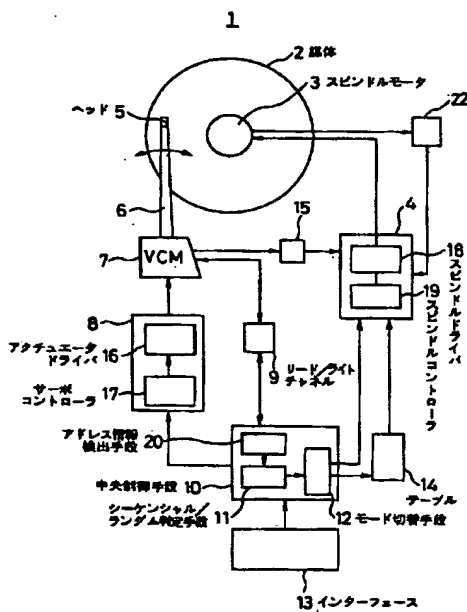 1
2 媒体
3 スピンドルモータ
22
ヘッド 5
6
15
4
VCM
7
18
19
スピンドルドライバ
スピンドルコントローラ
8
アクチュエータ
ドライバ 16
サーボ 17
コントローラ
9
リード/ライト
チャネル
アドレス情報
検出手段
20
中央制御手段 10
11
シーケンシャル/
ランダム判定手段
12 モード切替手段
14
テーブル
13 インターフェース